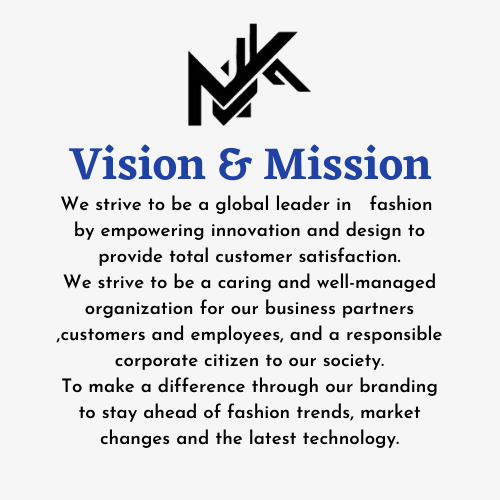 Vision & Mission
We strive to be a global leader in fashion
by empowering innovation and design to
provide total customer satisfaction.
We strive to be a caring and well-managed
organization for our business partners
,customers and employees, and a responsible
corporate citizen to our society.
To make a difference through our branding
to stay ahead of fashion trends, market
changes and the latest technology.